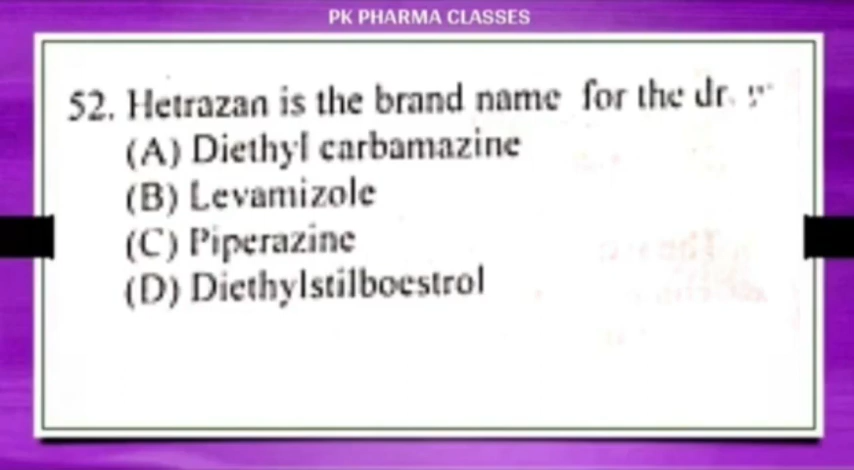 PK PHARMA CLASSES
52. Hetrazan is the brand name for the
(A) Diethyl carbamazine
(B) Levamizole
(C) Piperazine
(D) Diethylstilboestrol